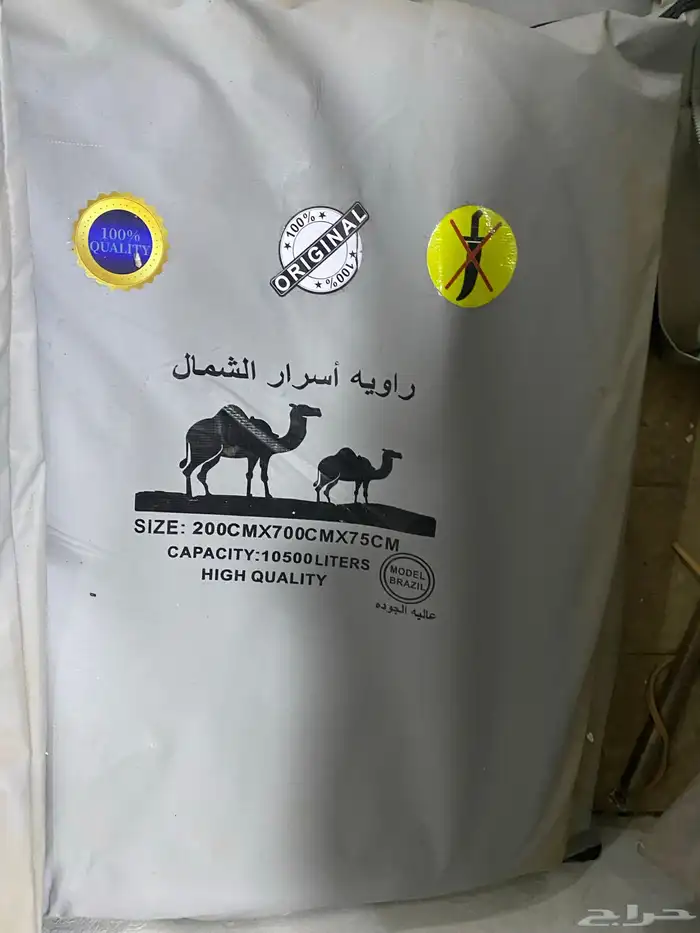 100%
QUALITY
100%
ORIGINAL
100%
راويه أسرار الشمال
SIZE: 200CMX700CMX75CM
CAPACITY:10500LITERS
HIGH QUALITY
MODEL
BRAZIL
عاليه الجوده
حراج